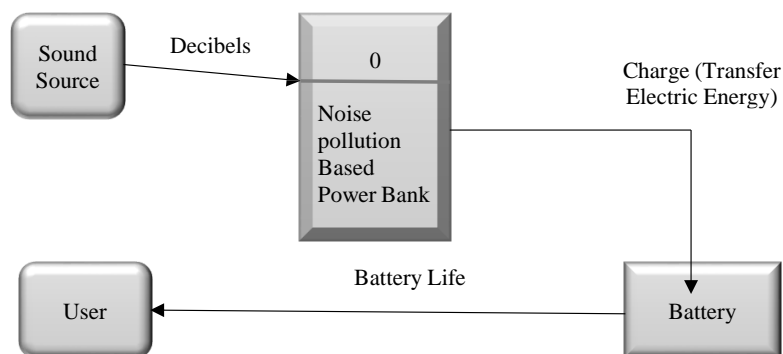 Sound
Source
Decibels
0
Noise
pollution
Based
Power Bank
Charge (Transfer
Electric Energy)
Battery Life
User
Battery